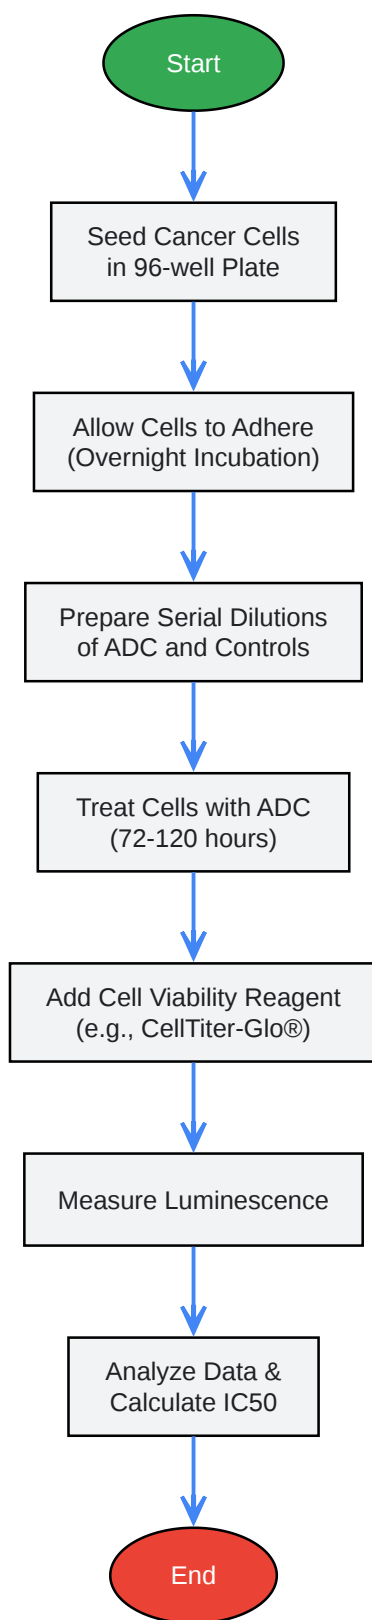 Start
Seed Cancer Cells
in 96-well Plate
Allow Cells to Adhere
(Overnight Incubation)
Prepare Serial Dilutions
of ADC and Controls
Treat Cells with ADC
(72-120 hours)
Add Cell Viability Reagent
(e.g., CellTiter-Glo®)
Measure Luminescence
Analyze Data &
Calculate IC50
End